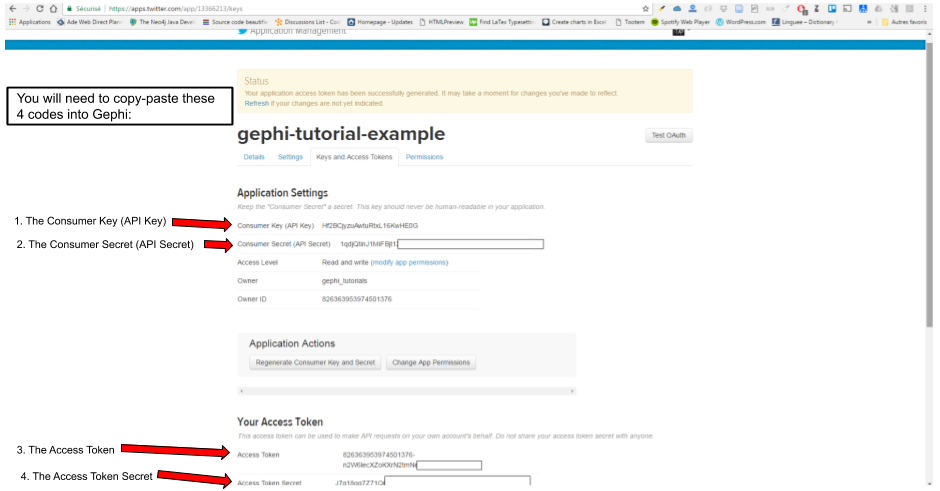 Sécurisé | https://apps.twitter.com/app/13366213/keys
Applications Ade Web Direct Plann The Neo4j Java Devel Source code beautifie Discussions List - Coo Homepage - Updates HTMLPreview Find LaTex Typesettin Create charts in Excel Tisotem Spotify Web Player WordPress.com Linguee – Dictionary Autres favoris
Application Management
Status
Your application access token has been successfully generated. It may take a moment for changes you've made to reflect.
Refresh if your changes are not yet indicated.
You will need to copy-paste these
4 codes into Gephi:
gephi-tutorial-example
Test OAuth
Details Settings Keys and Access Tokens Permissions
Application Settings
Keep the "Consumer Secret" a secret. This key should never be human-readable in your application.
1. The Consumer Key (API Key)
Consumer Key (API Key)
2. The Consumer Secret (API Secret)
Consumer Secret (API Secret)
Access Level Read and write (modify app permissions)
Owner gephi_tutorials
Owner ID 826363953974501376
Application Actions
Regenerate Consumer Key and Secret Change App Permissions
Your Access Token
This access token can be used to make API requests on your own account's behalf. Do not share your access token secret with anyone.
3. The Access Token
Access Token 826363953974501376-
4. The Access Token Secret
Access Token Secret